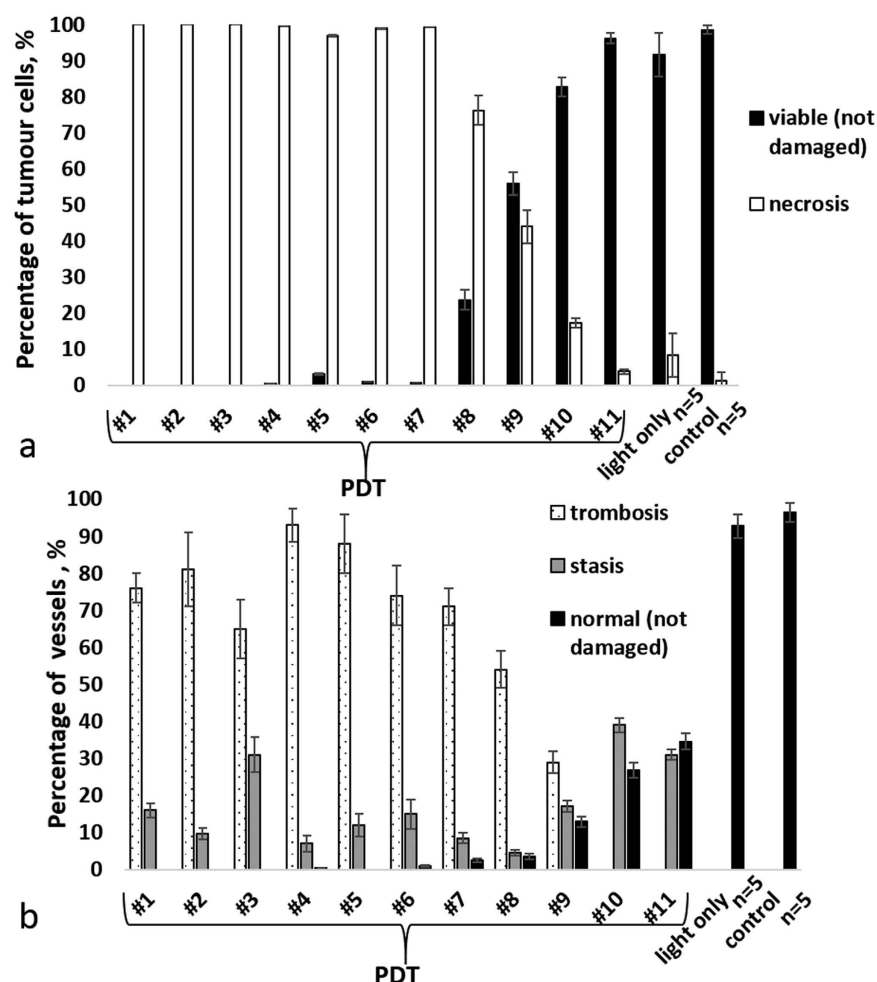 Percentage of tumour cells, %
100
90
80
70
60
50
40
30
20
10
0
viable (not
damaged)
necrosis
#1 #2 #3 #4 #5 #6 #7 #8 #9 #10 #11 light only n=5 control n=5
a
PDT
Percentage of vessels , %
100
90
80
70
60
50
40
30
20
10
0
trombosis
stasis
normal (not
damaged)
#1 #2 #3 #4 #5 #6 #7 #8 #9 #10 #11 light only n=5 control n=5
b
PDT